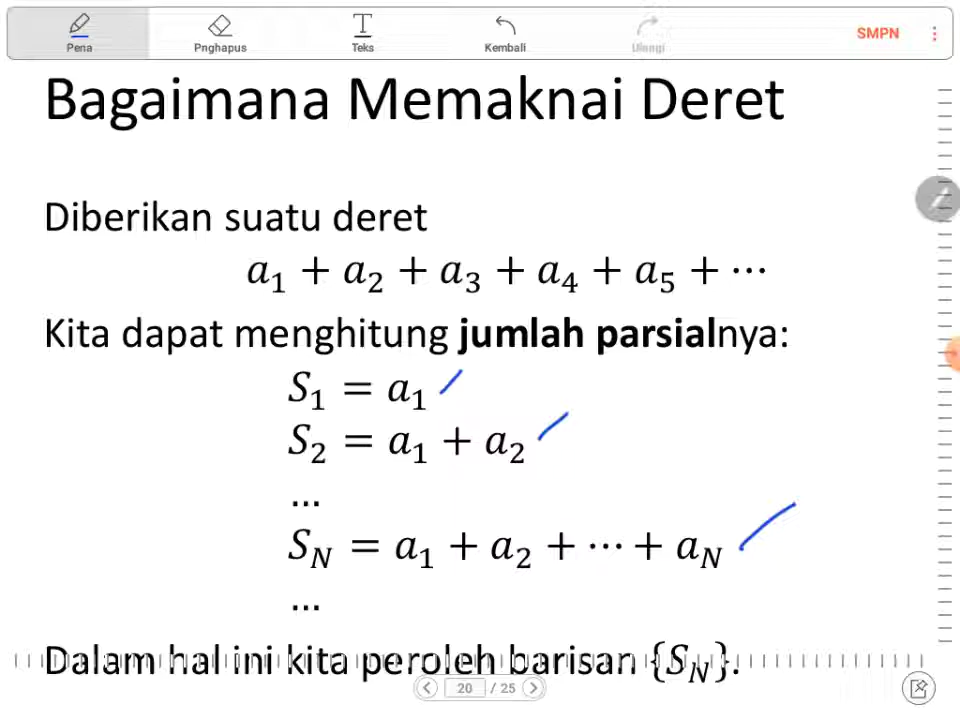 Pena Pnghapus Teks Kembali Ulangi SMPN
Bagaimana Memaknai Deret
Diberikan suatu deret
a₁ + a₂ + a₃ + a₄ + a₅ + ⋯
Kita dapat menghitung jumlah parsialnya:
S₁ = a₁
S₂ = a₁ + a₂
...
S_N = a₁ + a₂ + ⋯ + a_N
...
Dalam hal ini kita peroleh barisan {S_N}.
20 / 25